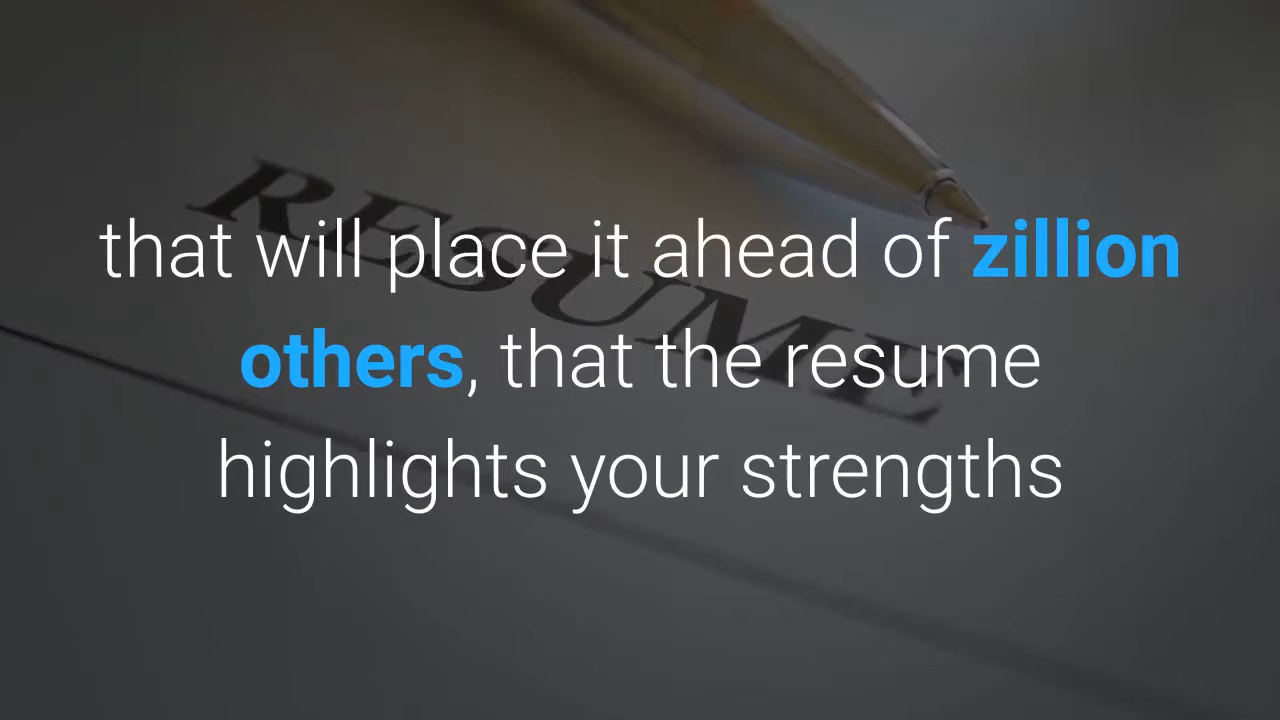 RESUME
that will place it ahead of zillion
others, that the resume
highlights your strengths